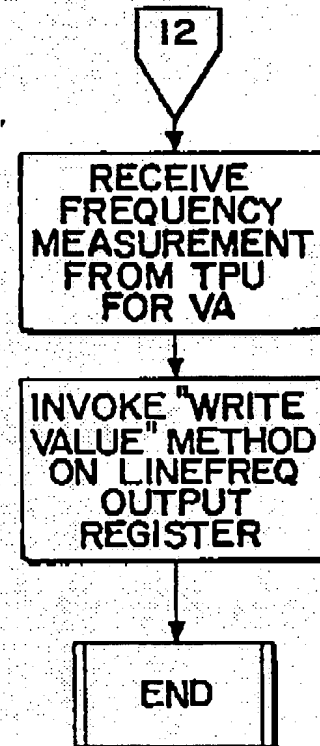 12
RECEIVE
FREQUENCY
MEASUREMENT
FROM TPU
FOR VA
INVOKE "WRITE
VALUE" METHOD
ON LINEFREQ
OUTPUT
REGISTER
END